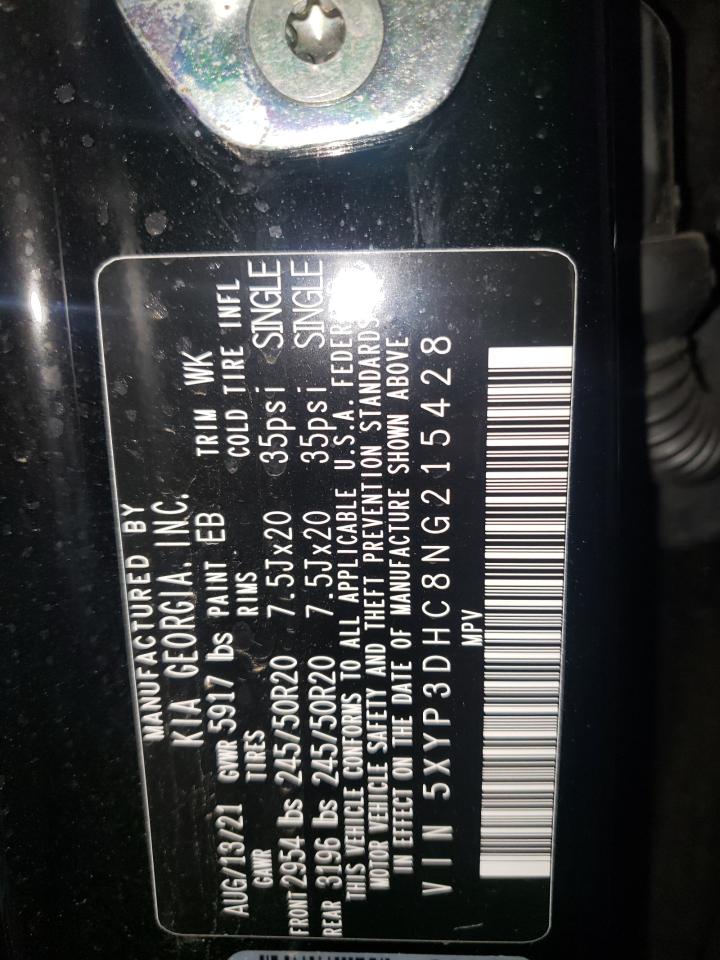 MANUFACTURED BY
KIA GEORGIA, INC.
AUG/13/21 GVWR 5917 lbs PAINT EB TRIM WK
GAWR TIRES RIMS COLD TIRE INFL
FRONT 2954 lbs 245/50R20 7.5Jx20 35psi SINGLE
REAR 3196 lbs 245/50R20 7.5Jx20 35psi SINGLE
THIS VEHICLE CONFORMS TO ALL APPLICABLE U.S.A. FEDER
MOTOR VEHICLE SAFETY AND THEFT PREVENTION STANDARDS
IN EFFECT ON THE DATE OF MANUFACTURE SHOWN ABOVE
VIN 5XYP3DHC8NG215428
MPV